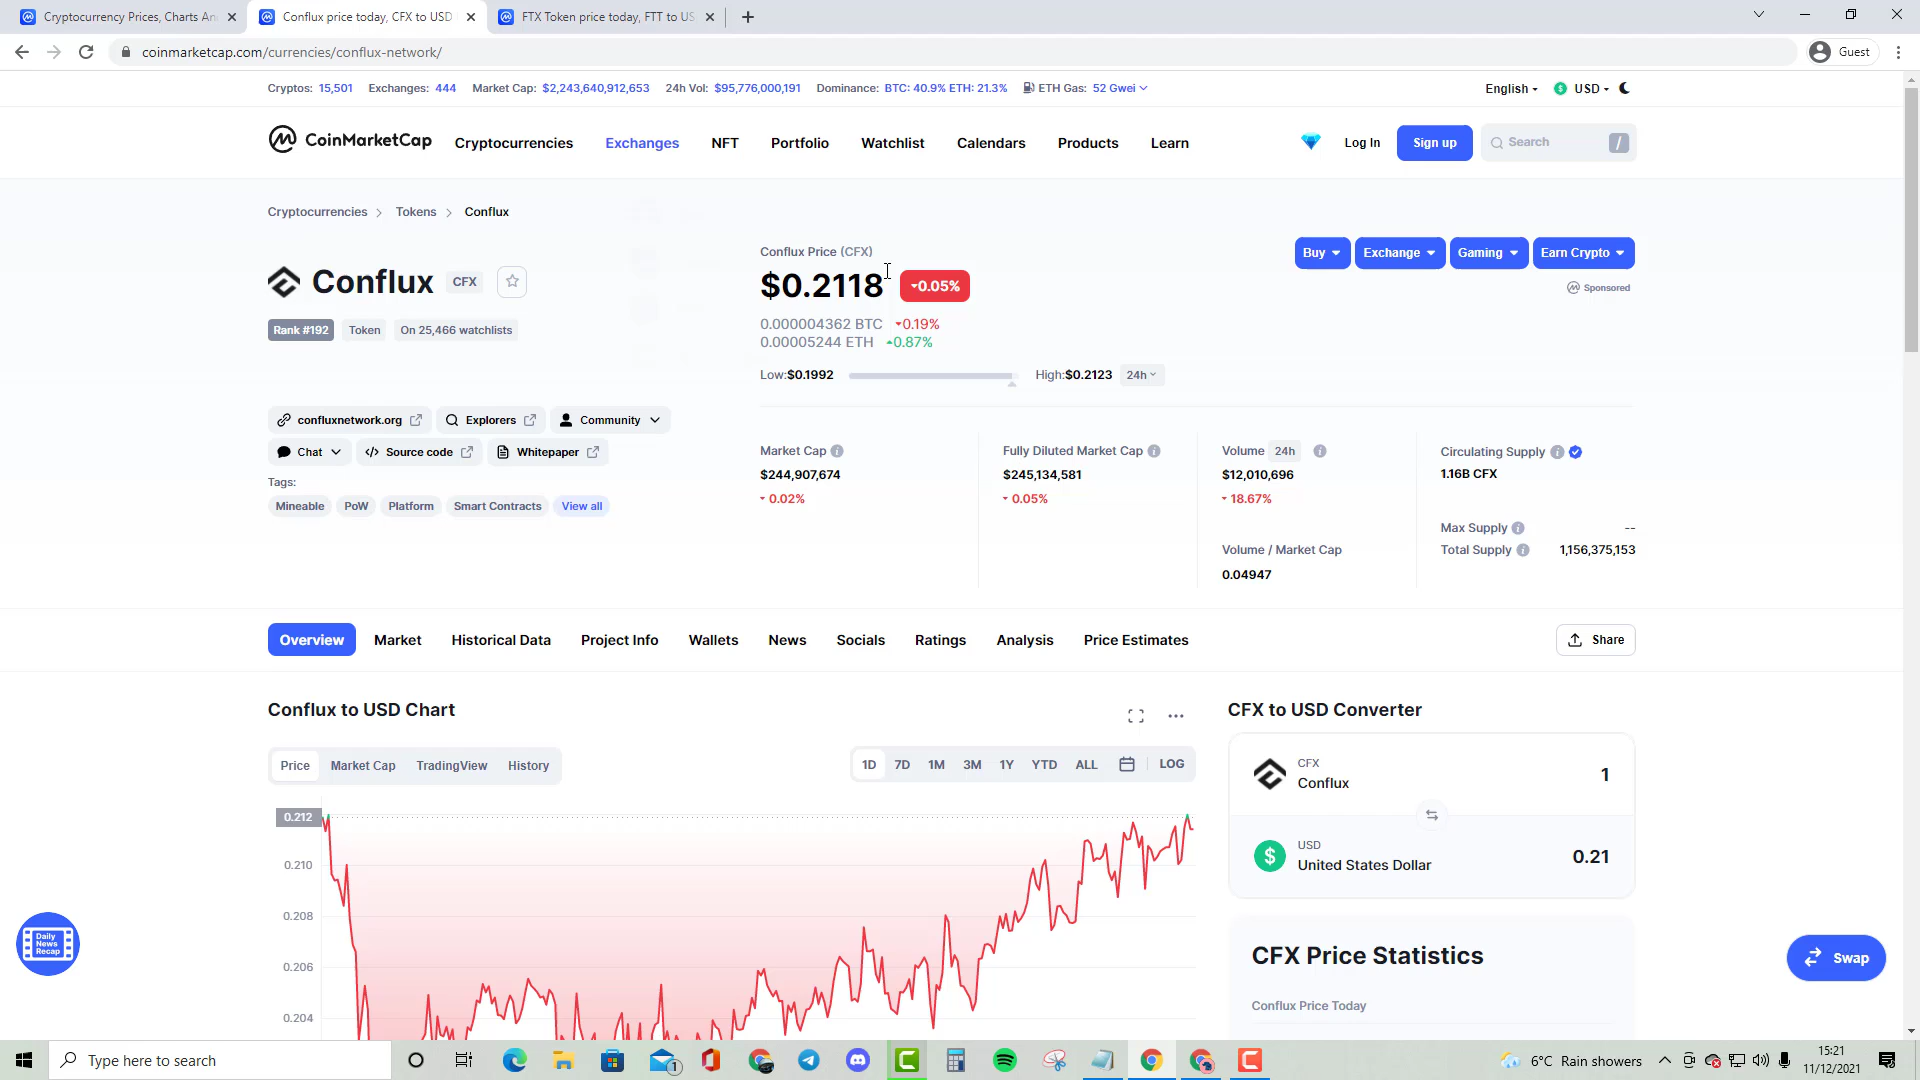 Cryptocurrency Prices, Charts An
Conflux price today, CFX to USD
FTX Token price today, FTT to US
coinmarketcap.com/currencies/conflux-network/
Guest
Cryptos: 15,501 Exchanges: 444 Market Cap: $2,243,640,912,653 24h Vol: $95,776,000,191 Dominance: BTC: 40.9% ETH: 21.3% ETH Gas: 52 Gwei
English USD
CoinMarketCap Cryptocurrencies Exchanges NFT Portfolio Watchlist Calendars Products Learn Log In Sign up Search /
Cryptocurrencies > Tokens > Conflux
Conflux Price (CFX)
Buy Exchange Gaming Earn Crypto
Conflux CFX
$0.2118 0.05%
Sponsored
Rank #192 Token On 25,466 watchlists
0.000004362 BTC 0.19%
0.00005244 ETH 0.87%
Low:$0.1992 High:$0.2123 24h
confluxnetwork.org Explorers Community
Chat </> Source code Whitepaper
Tags:
Mineable PoW Platform Smart Contracts View all
Market Cap
$244,907,674
0.02%
Fully Diluted Market Cap
$245,134,581
0.05%
Volume 24h
$12,010,696
18.67%
Volume / Market Cap
0.04947
Circulating Supply
1.16B CFX
Max Supply --
Total Supply 1,156,375,153
Overview Market Historical Data Project Info Wallets News Socials Ratings Analysis Price Estimates Share
Conflux to USD Chart
Price Market Cap TradingView History
1D 7D 1M 3M 1Y YTD ALL LOG
0.212
0.210
0.208
0.206
0.204
CFX to USD Converter
CFX
Conflux
1
USD
United States Dollar
0.21
CFX Price Statistics
Conflux Price Today
Daily
News
Recap
Swap
Type here to search
1
6°C Rain showers
15:21
11/12/2021